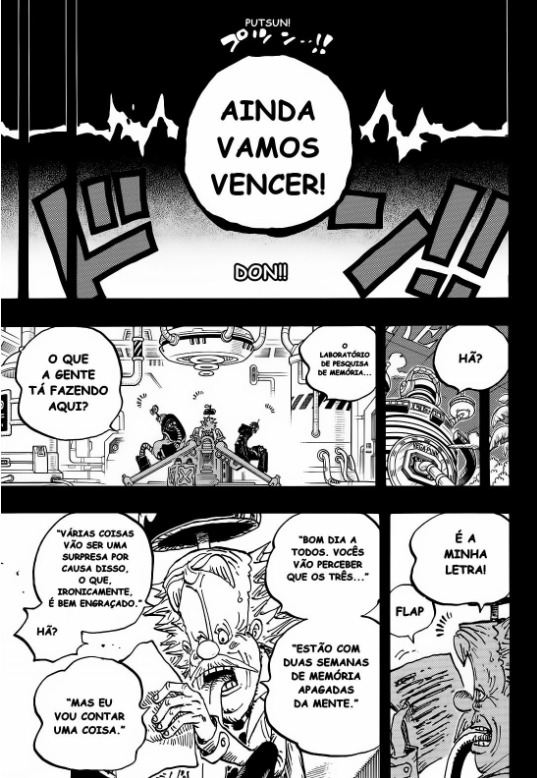 PUTSUN!
プツン…!!
AINDA
VAMOS
VENCER!
ドン!!
DON!!
HÃ?
O
LABORATÓRIO
DE PESQUISA
DE MEMÓRIA...
O QUE
A GENTE
TÁ FAZENDO
AQUI?
É A
MINHA
LETRA!
FLAP
"BOM DIA A
TODOS. VOCÊS
VÃO PERCEBER
QUE OS TRÊS..."
"ESTÃO COM
DUAS SEMANAS
DE MEMÓRIA
APAGADAS
DA MENTE."
"VÁRIAS COISAS
VÃO SER UMA
SURPRESA POR
CAUSA DISSO,
O QUE,
IRONICAMENTE,
É BEM ENGRAÇADO."
HÃ?
"MAS EU
VOU CONTAR
UMA COISA."